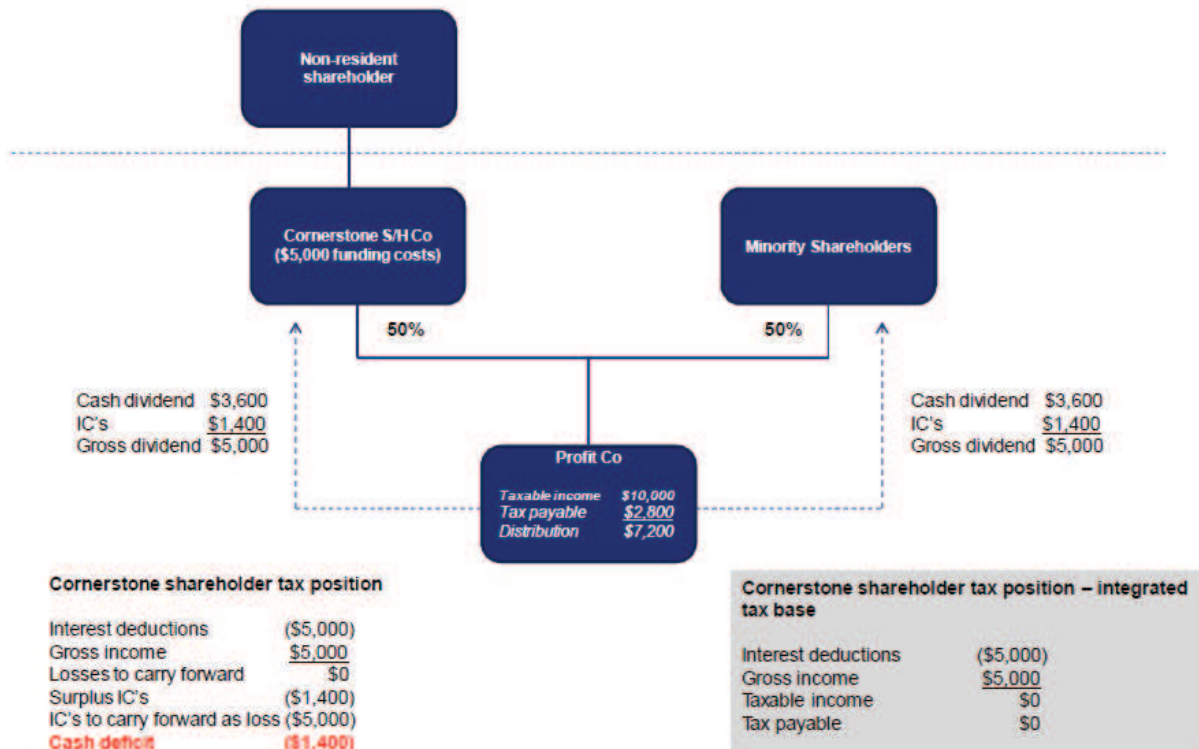 Non-resident
shareholder
Cornerstone S/H Co
($5,000 funding costs)
Minority Shareholders
50%
50%
Cash dividend $3,600
IC's $1,400
Gross dividend $5,000
Cash dividend $3,600
IC's $1,400
Gross dividend $5,000
Profit Co
Taxable income $10,000
Tax payable $2,800
Distribution $7,200
Cornerstone shareholder tax position
Interest deductions ($5,000)
Gross income $5,000
Losses to carry forward $0
Surplus IC's ($1,400)
IC's to carry forward as loss ($5,000)
Cash deficit ($1,400)
Cornerstone shareholder tax position – integrated
tax base
Interest deductions ($5,000)
Gross income $5,000
Taxable income $0
Tax payable $0